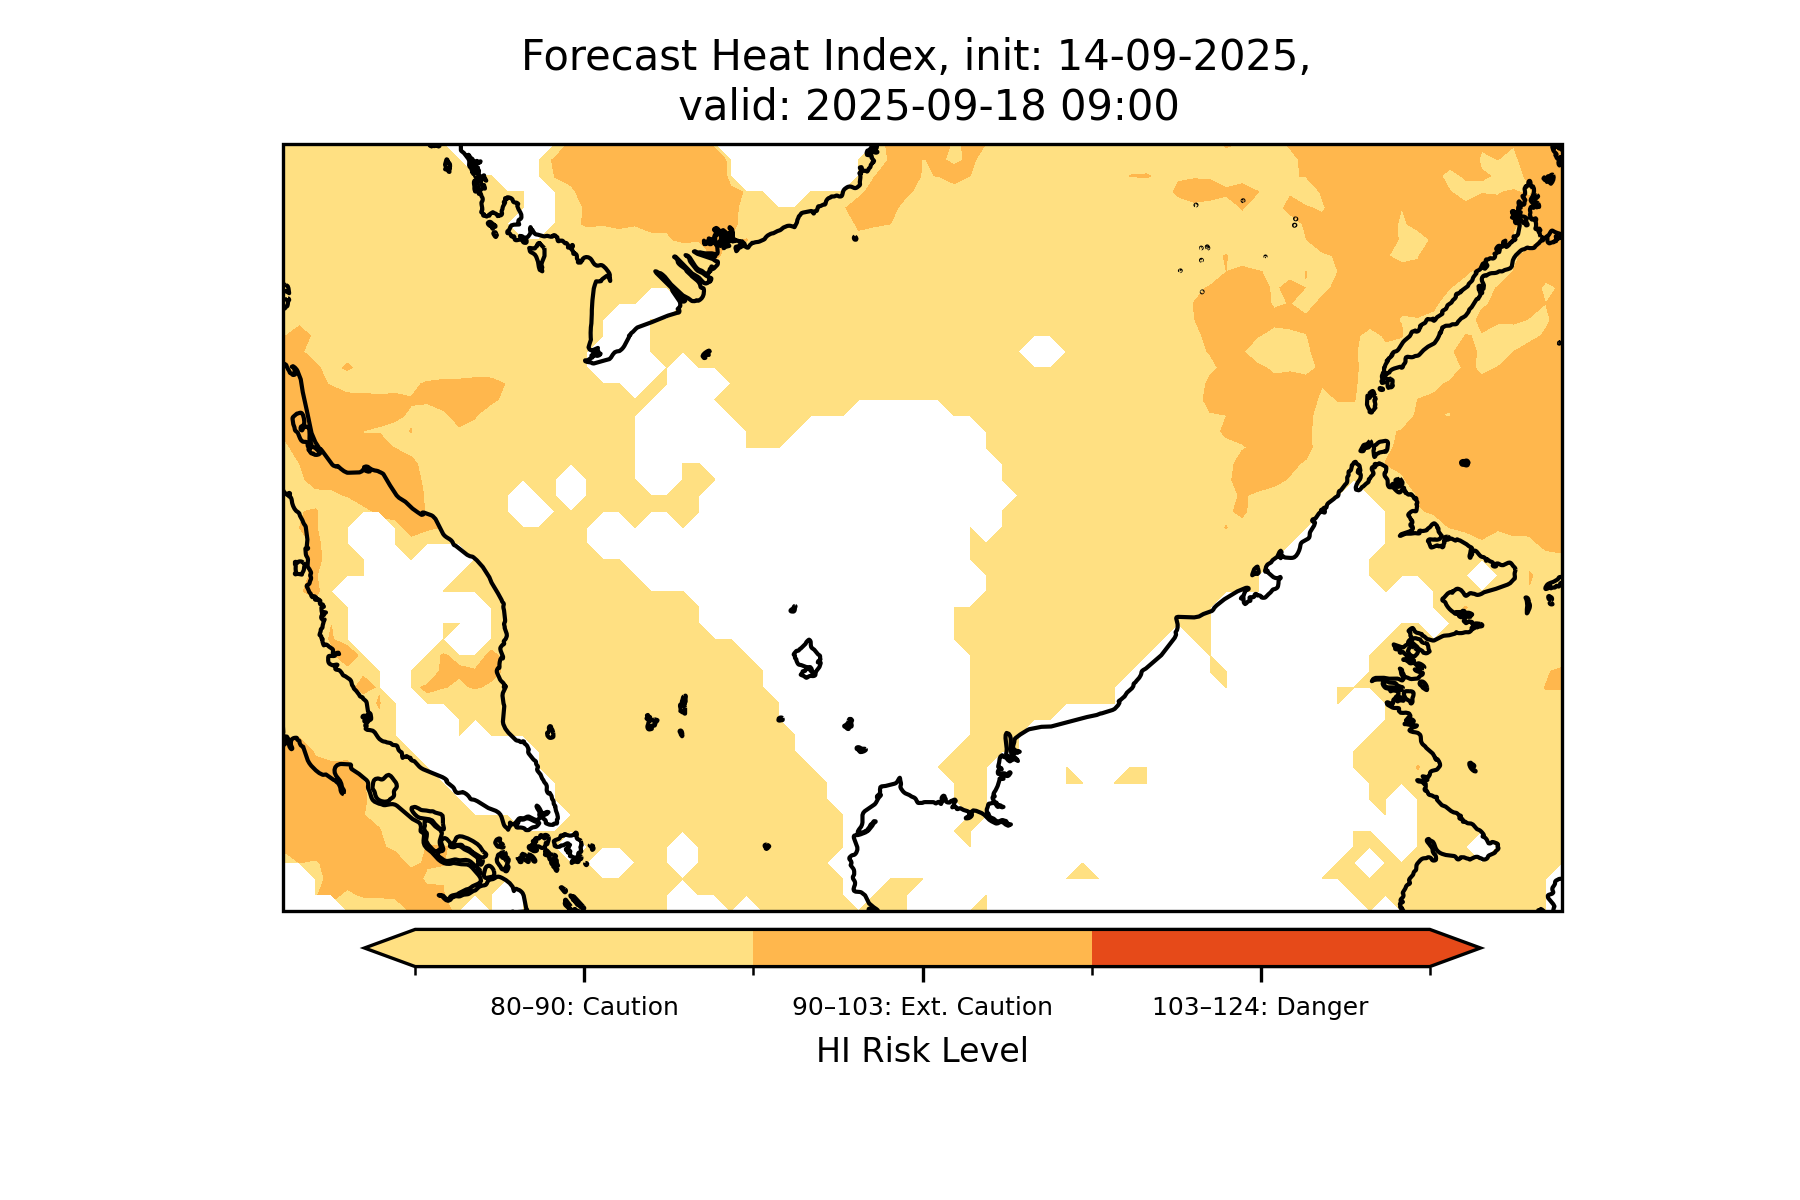 Forecast Heat Index, init: 14-09-2025,
valid: 2025-09-18 09:00
80–90: Caution
90–103: Ext. Caution
103–124: Danger
HI Risk Level